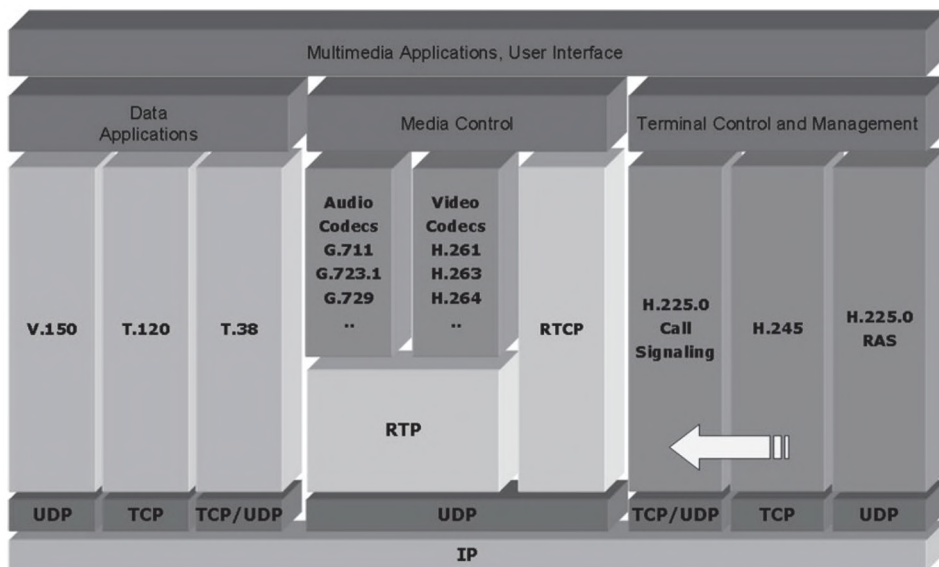 Multimedia Applications, User Interface
Data
Applications
Media Control
Terminal Control and Management
V.150
T.120
T.38
Audio
Codecs
G.711
G.723.1
G.729
..
Video
Codecs
H.261
H.263
H.264
..
RTP
RTCP
H.225.0
Call
Signaling
H.245
H.225.0
RAS
UDP
TCP
TCP/UDP
UDP
TCP/UDP
TCP
UDP
IP